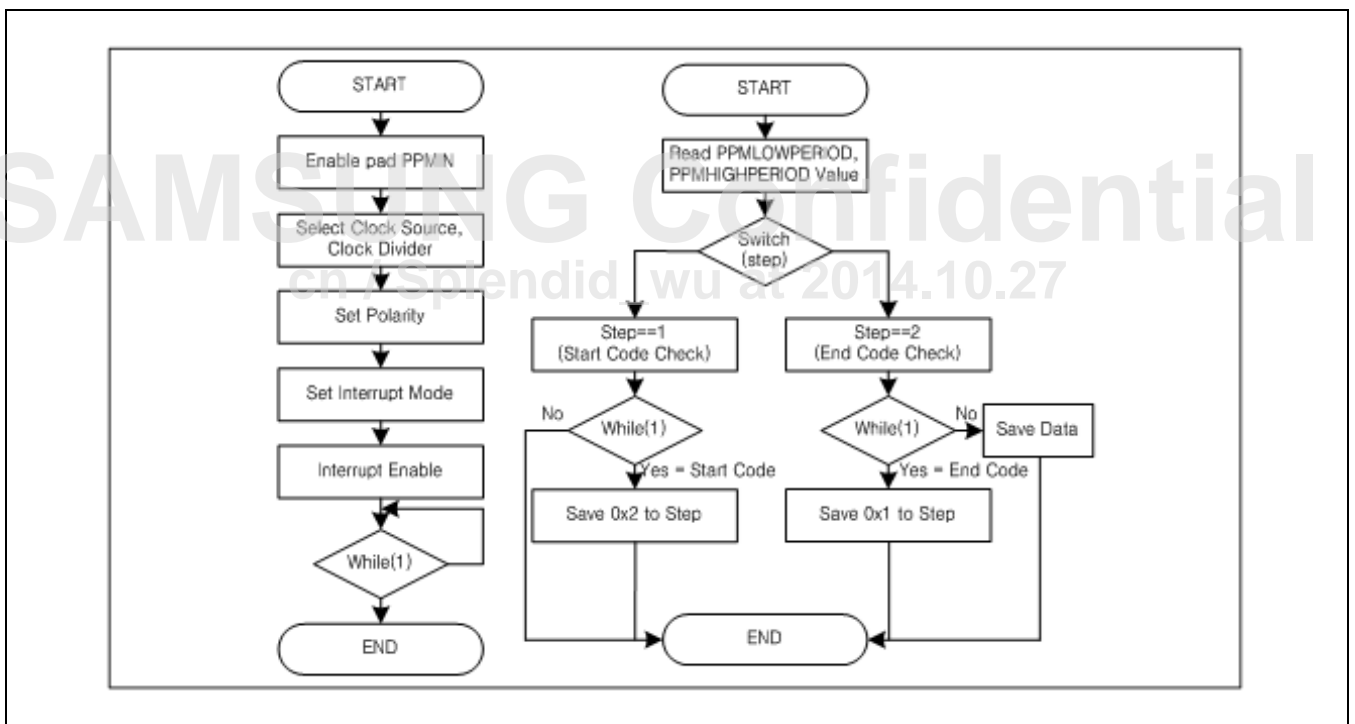 START
Enable pad PPMIN
Select Clock Source,
Clock Divider
Set Polarity
Set Interrupt Mode
Interrupt Enable
While(1)
END
START
Read PPMLOWPERIOD,
PPMHIGHPERIOD Value
Switch
(step)
Step==1
(Start Code Check)
No
While(1)
Yes = Start Code
Save 0x2 to Step
Step==2
(End Code Check)
While(1)
No
Save Data
Yes = End Code
Save 0x1 to Step
END
SAMSUNG Confidential
cn / Splendid_wu at 2014.10.27